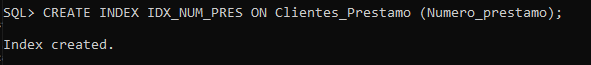 SQL> CREATE INDEX IDX_NUM_PRES ON Clientes_Prestamo (Numero_prestamo);
Index created.